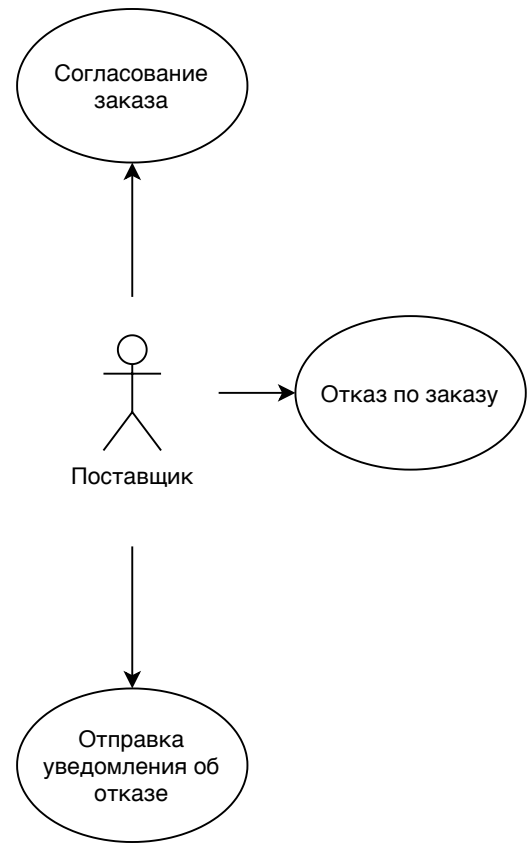 Согласование
заказа
Отказ по заказу
Поставщик
Отправка
уведомления об
отказе